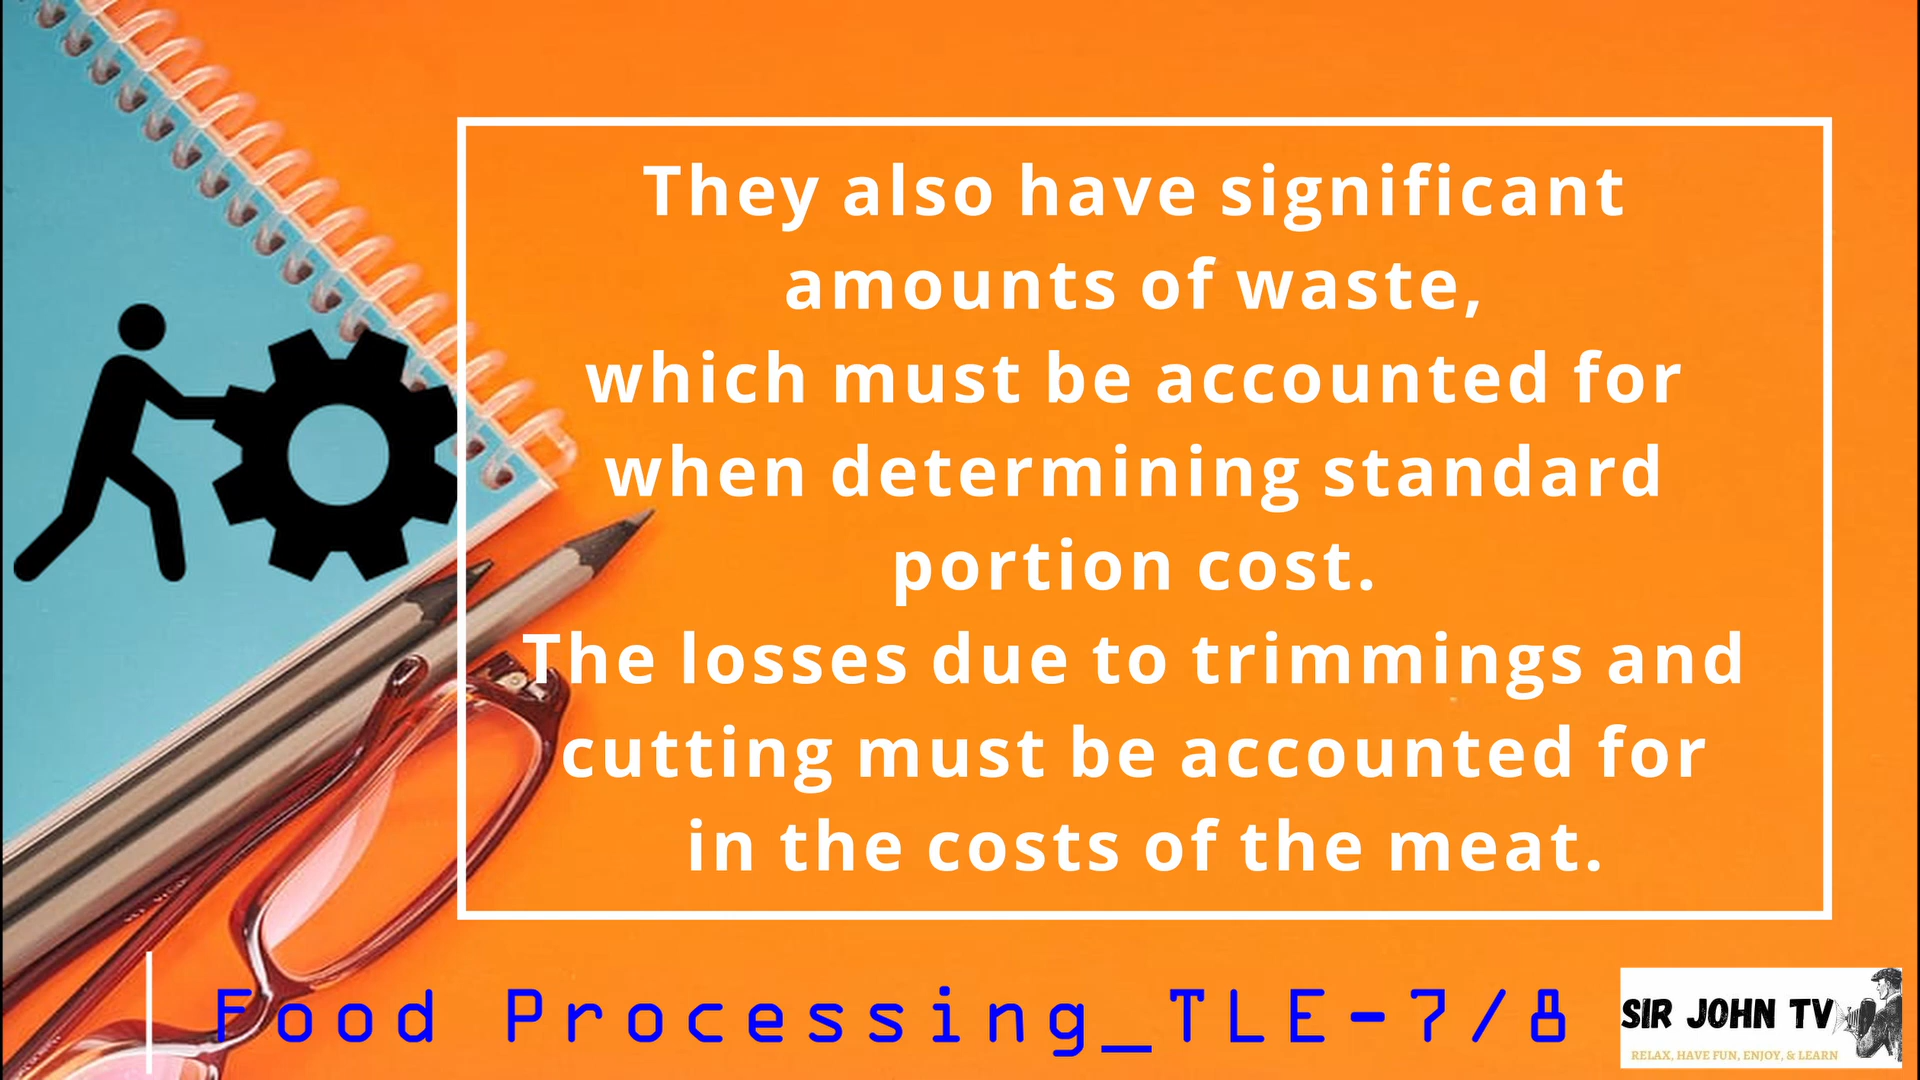 They also have significant
amounts of waste,
which must be accounted for
when determining standard
portion cost.
The losses due to trimmings and
cutting must be accounted for
in the costs of the meat.
Food Processing_TLE-7/8
SIR JOHN TV
RELAX, HAVE FUN, ENJOY, & LEARN